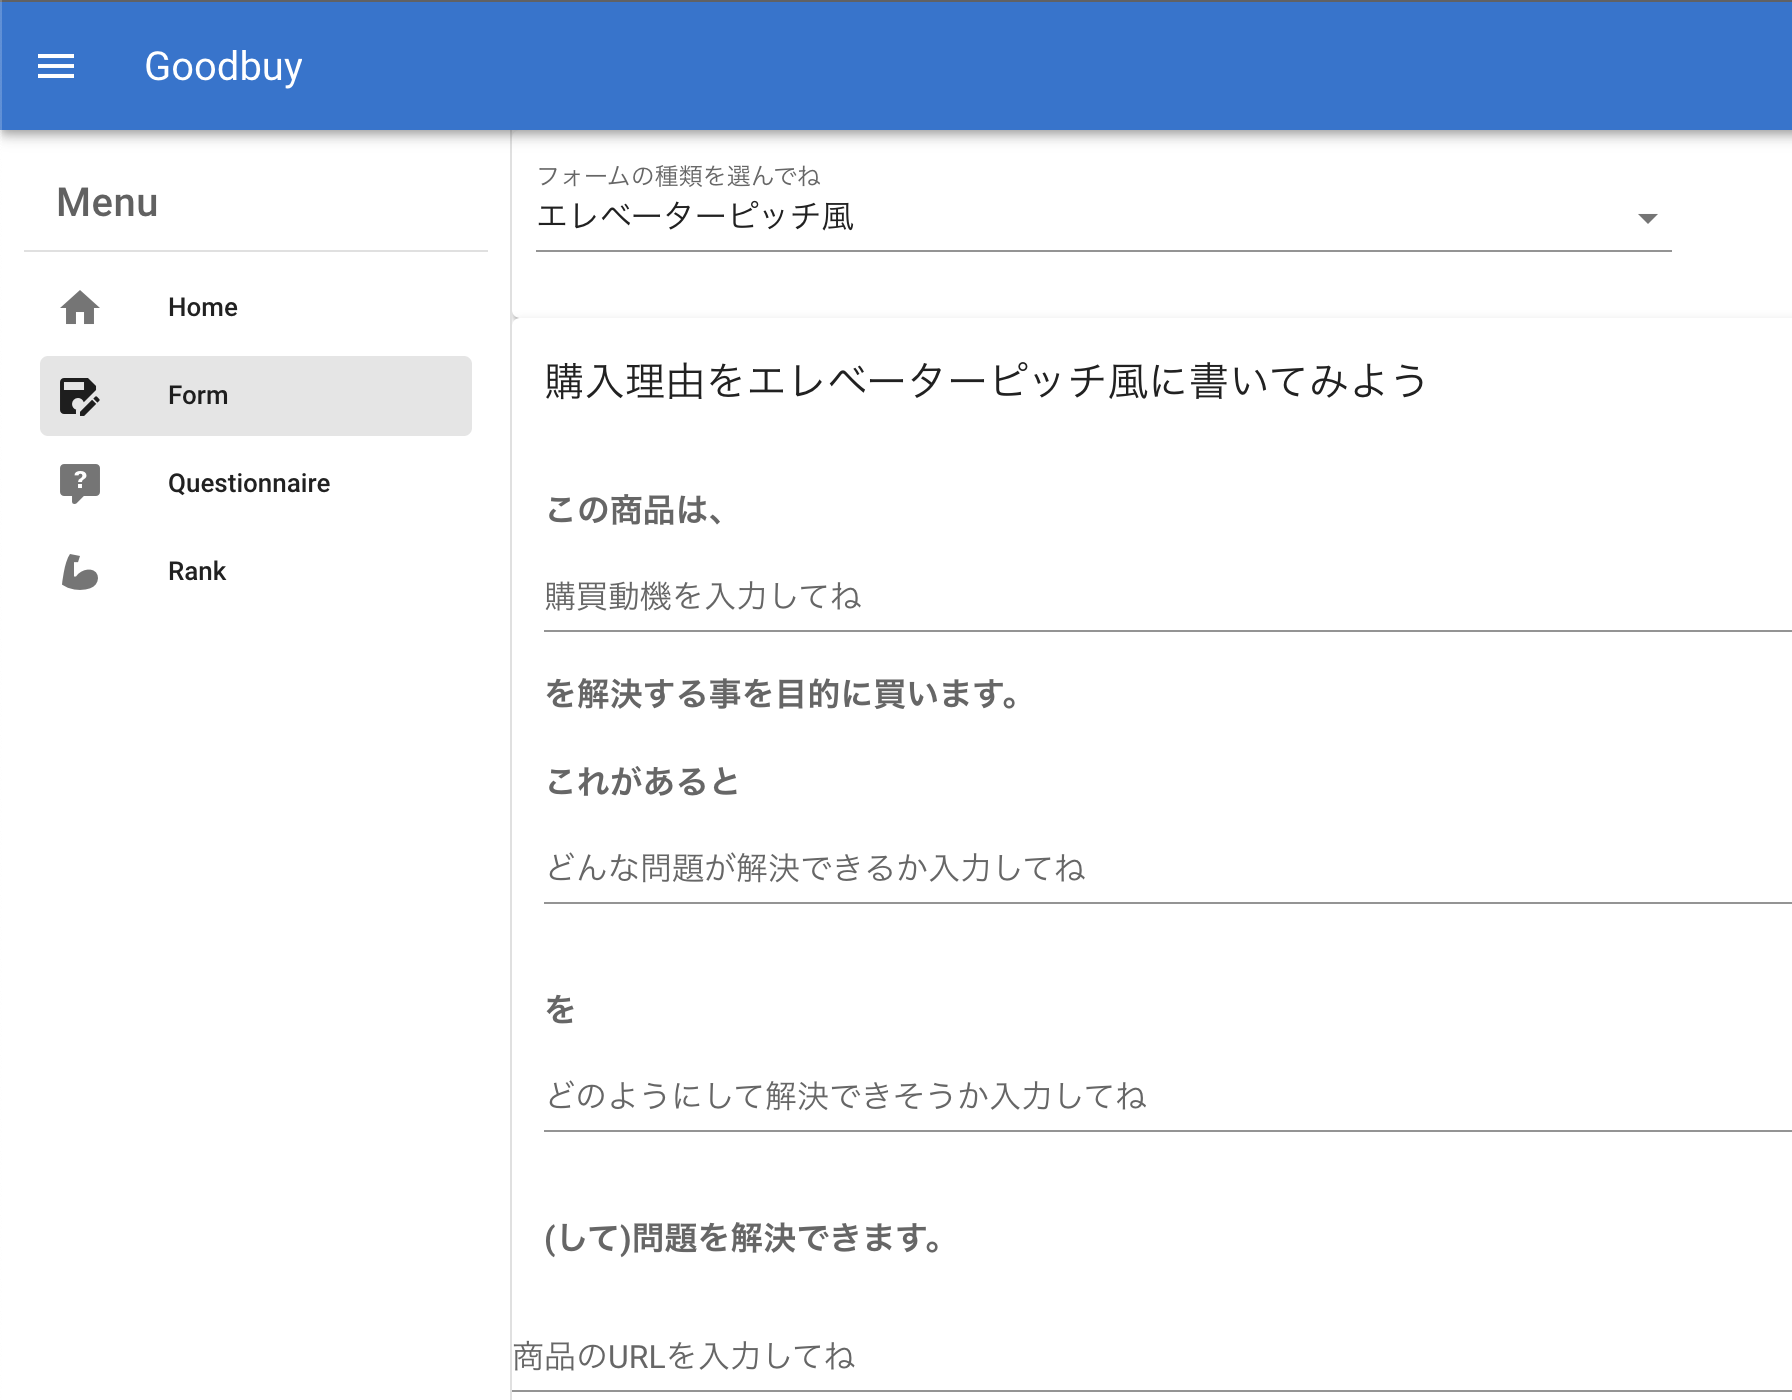 Goodbuy
Menu
Home
Form
Questionnaire
Rank
フォームの種類を選んでね
エレベーターピッチ風
購入理由をエレベーターピッチ風に書いてみよう
この商品は、
購買動機を入力してね
を解決する事を目的に買います。
これがあると
どんな問題が解決できるか入力してね
を
どのようにして解決できそうか入力してね
(して)問題を解決できます。
商品のURLを入力してね